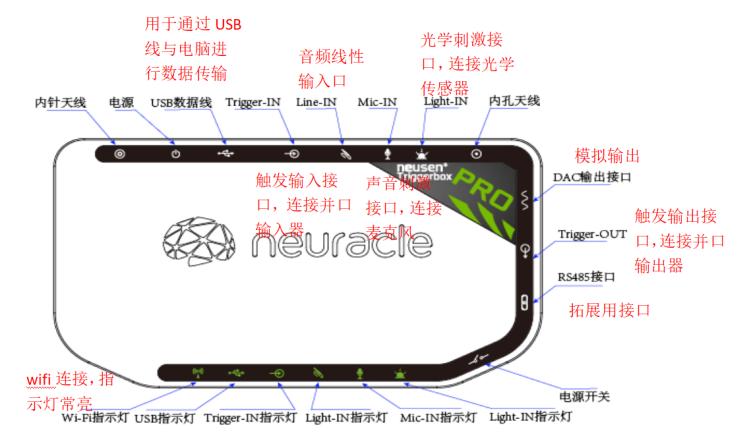 用于通过 USB
线与电脑进
行数据传输
音频线性
输入口
光学刺激接
口，连接光学
传感器
内针天线 电源 USB数据线 Trigger-IN Line-IN Mic-IN Light-IN 内孔天线
neusen
Triggerbox
PRO
模拟输出
DAC输出接口
触发输入接
口，连接并口
输入器
声音刺激
接口，连接
麦克风
neuracle
触发输出接
口，连接并口
输出器
Trigger-OUT
RS485接口
拓展用接口
wifi 连接，指
示灯常亮
电源开关
Wi-Fi指示灯 USB指示灯 Trigger-IN指示灯 Light-IN指示灯 Mic-IN指示灯 Light-IN指示灯